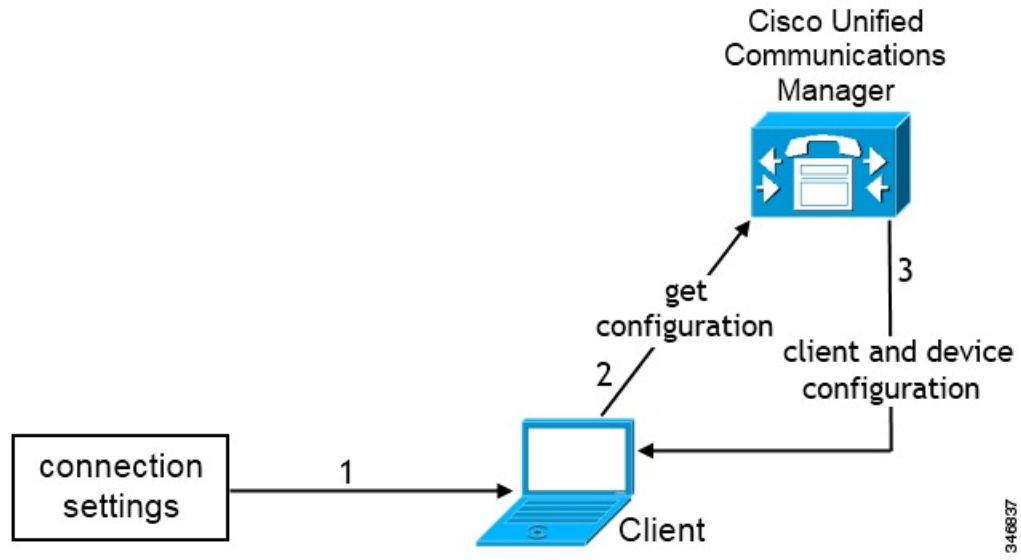 Cisco Unified
Communications
Manager
3
get
configuration
client and device
configuration
2
connection
settings
1
Client
346837